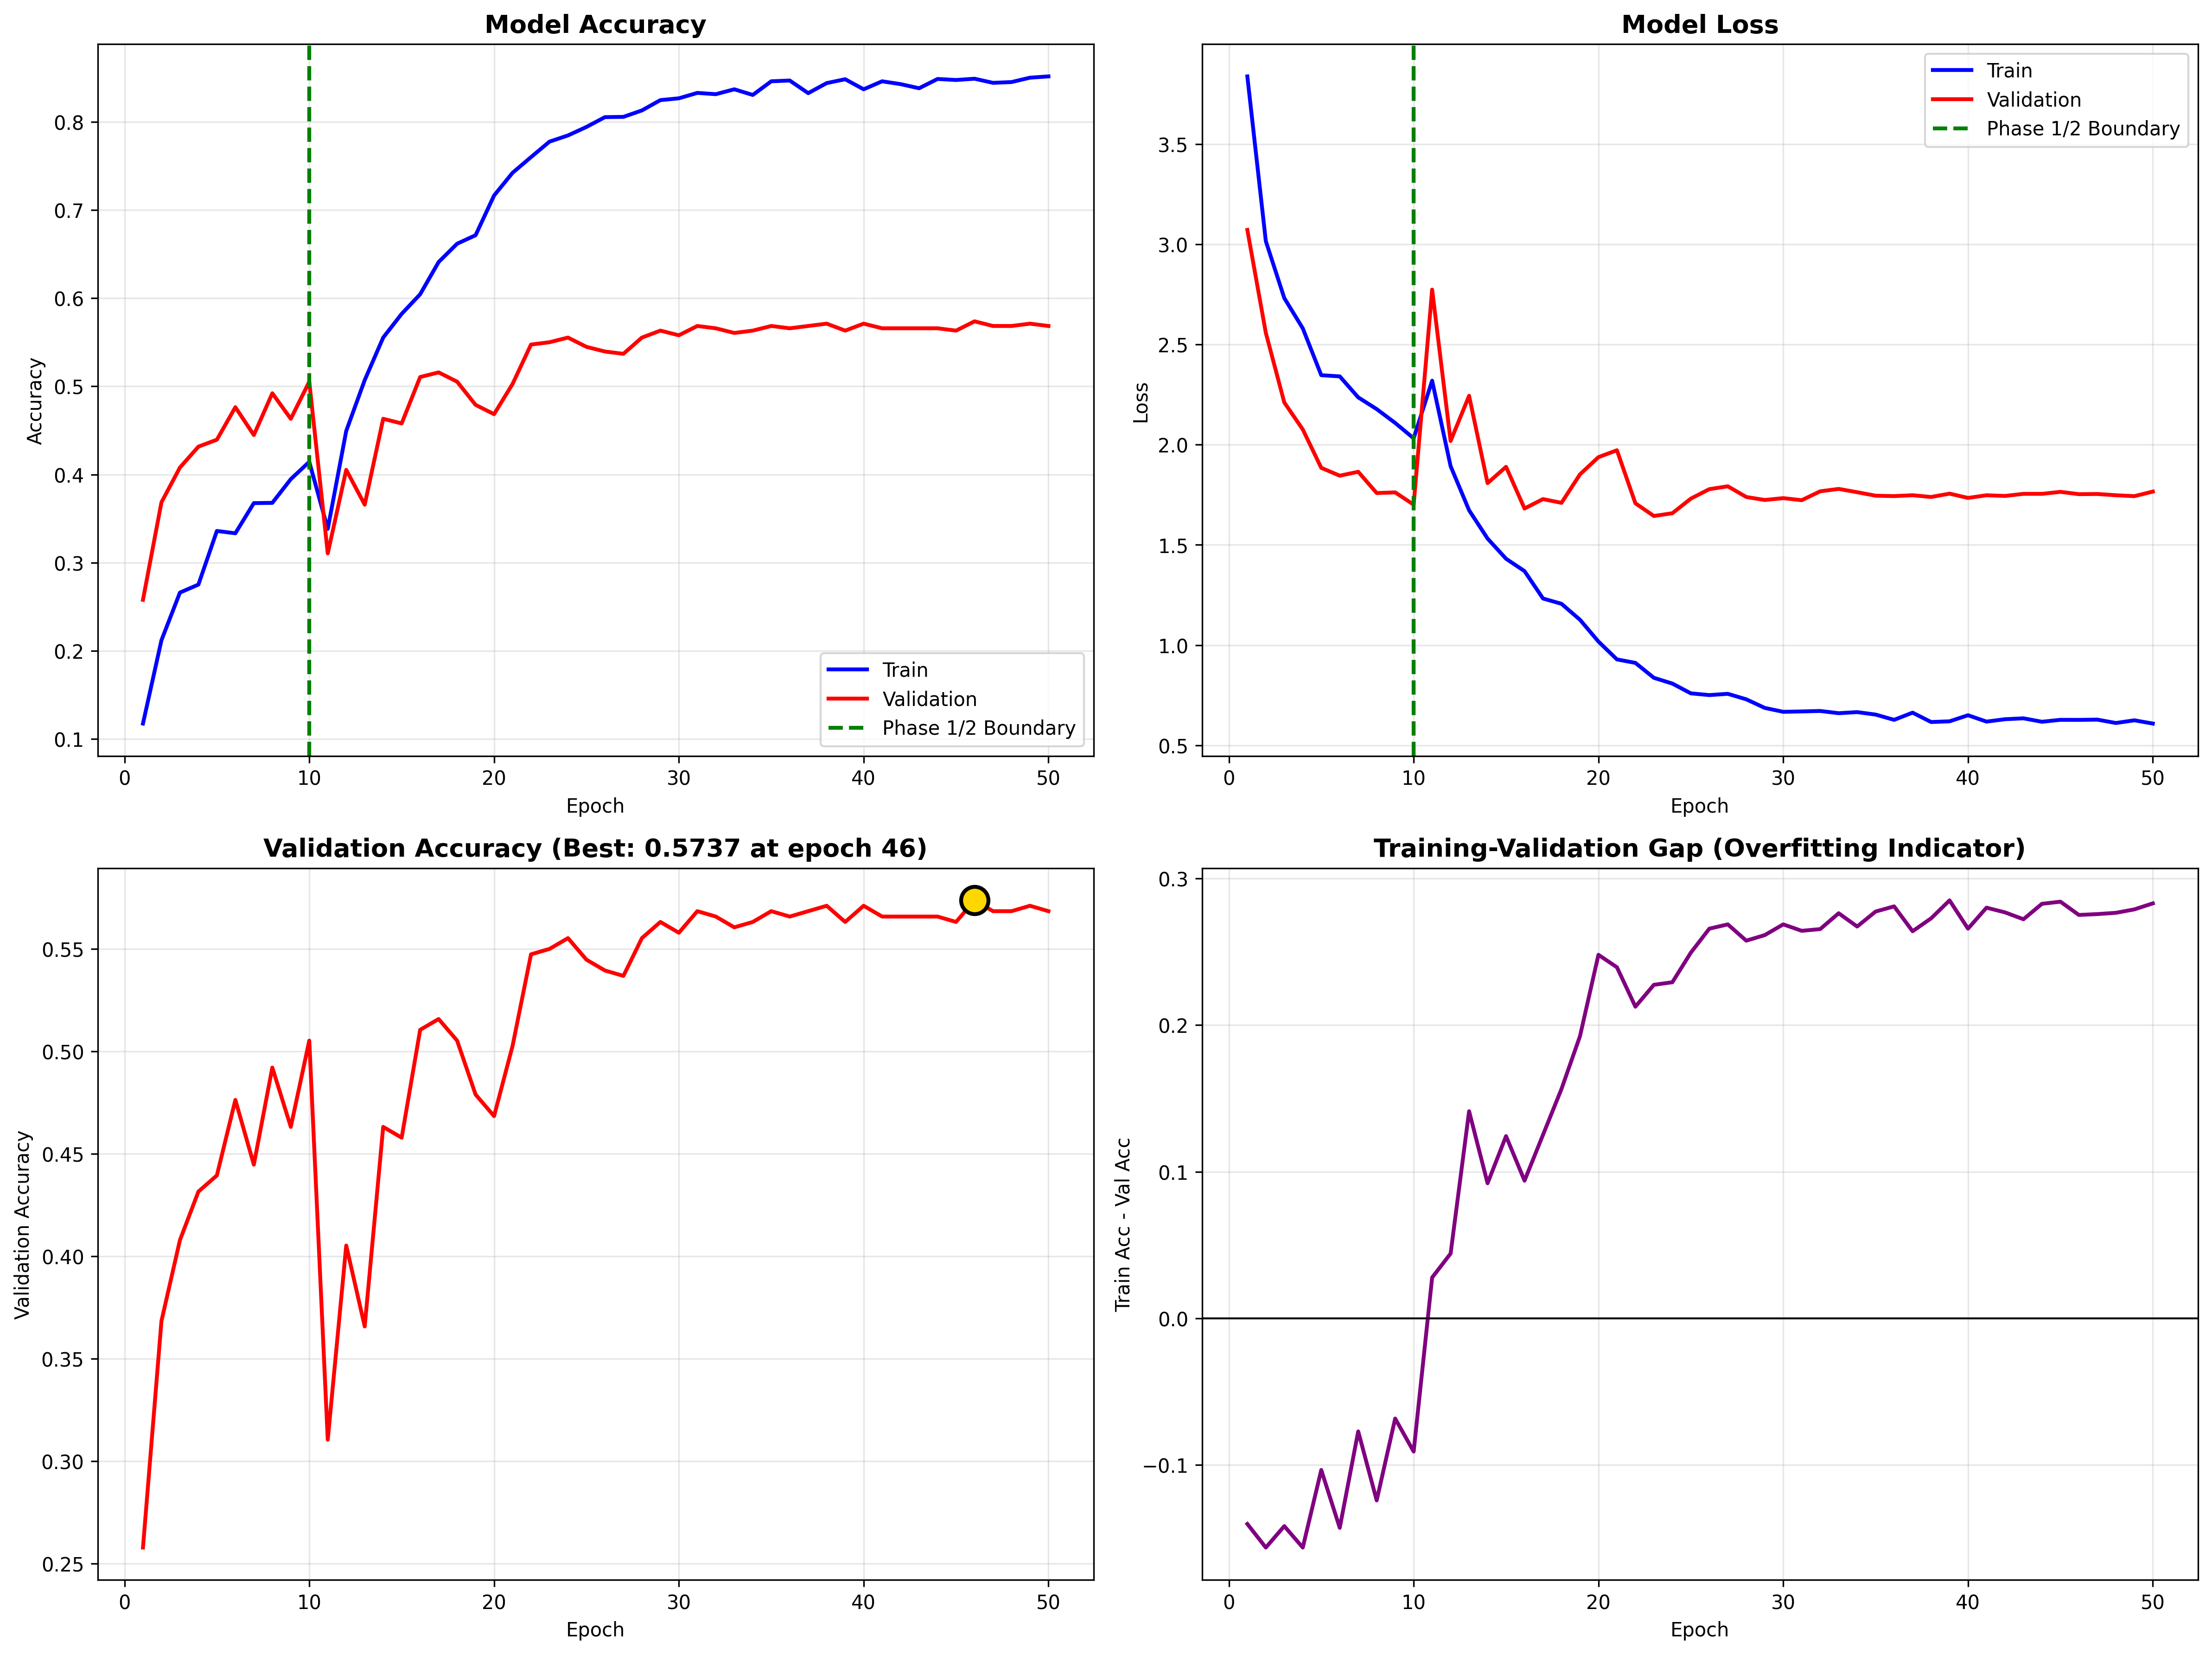 Model Accuracy
Accuracy
0.8
0.7
0.6
0.5
0.4
0.3
0.2
0.1
Train
Validation
Phase 1/2 Boundary
0 10 20 30 40 50
Epoch
Model Loss
Loss
3.5
3.0
2.5
2.0
1.5
1.0
0.5
Train
Validation
Phase 1/2 Boundary
0 10 20 30 40 50
Epoch
Validation Accuracy (Best: 0.5737 at epoch 46)
Validation Accuracy
0.55
0.50
0.45
0.40
0.35
0.30
0.25
0 10 20 30 40 50
Epoch
Training-Validation Gap (Overfitting Indicator)
Train Acc - Val Acc
0.3
0.2
0.1
0.0
−0.1
0 10 20 30 40 50
Epoch